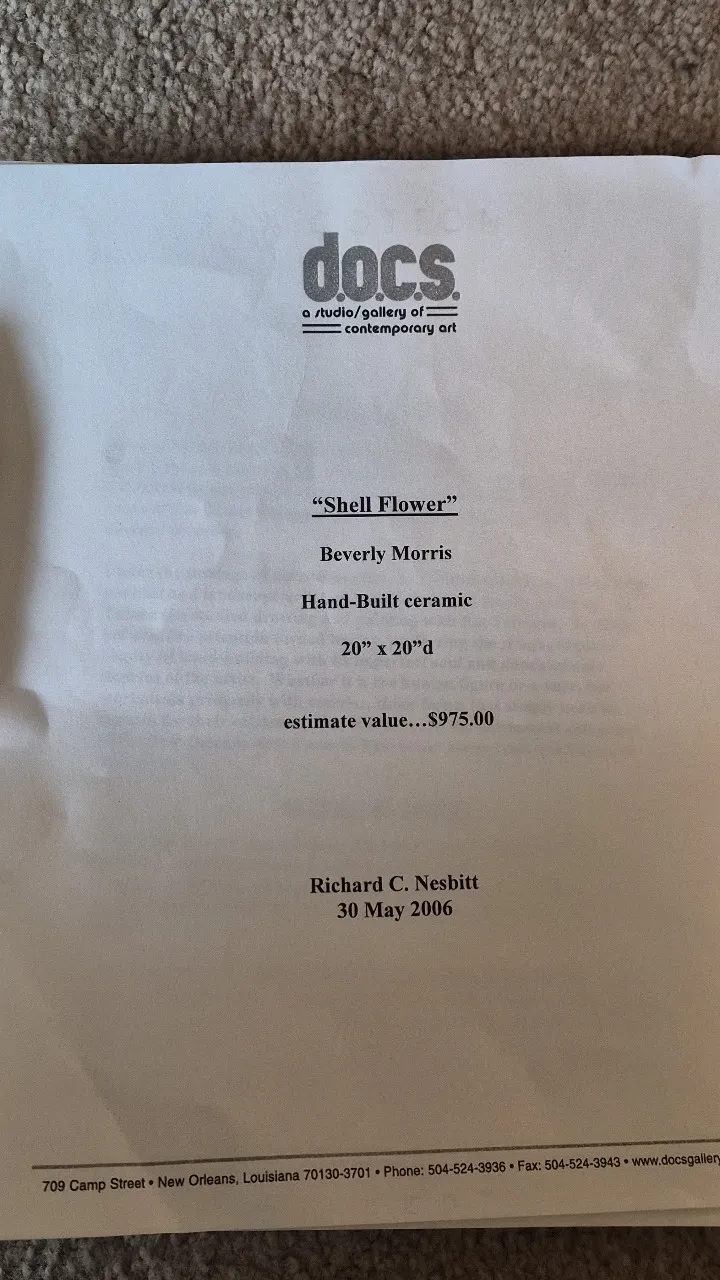 d.o.c.s.
a studio/gallery of
contemporary art
“Shell Flower”
Beverly Morris
Hand-Built ceramic
20” x 20”d
estimate value...$975.00
Richard C. Nesbitt
30 May 2006
709 Camp Street • New Orleans, Louisiana 70130-3701 • Phone: 504-524-3936 • Fax: 504-524-3943 • www.docsgallery